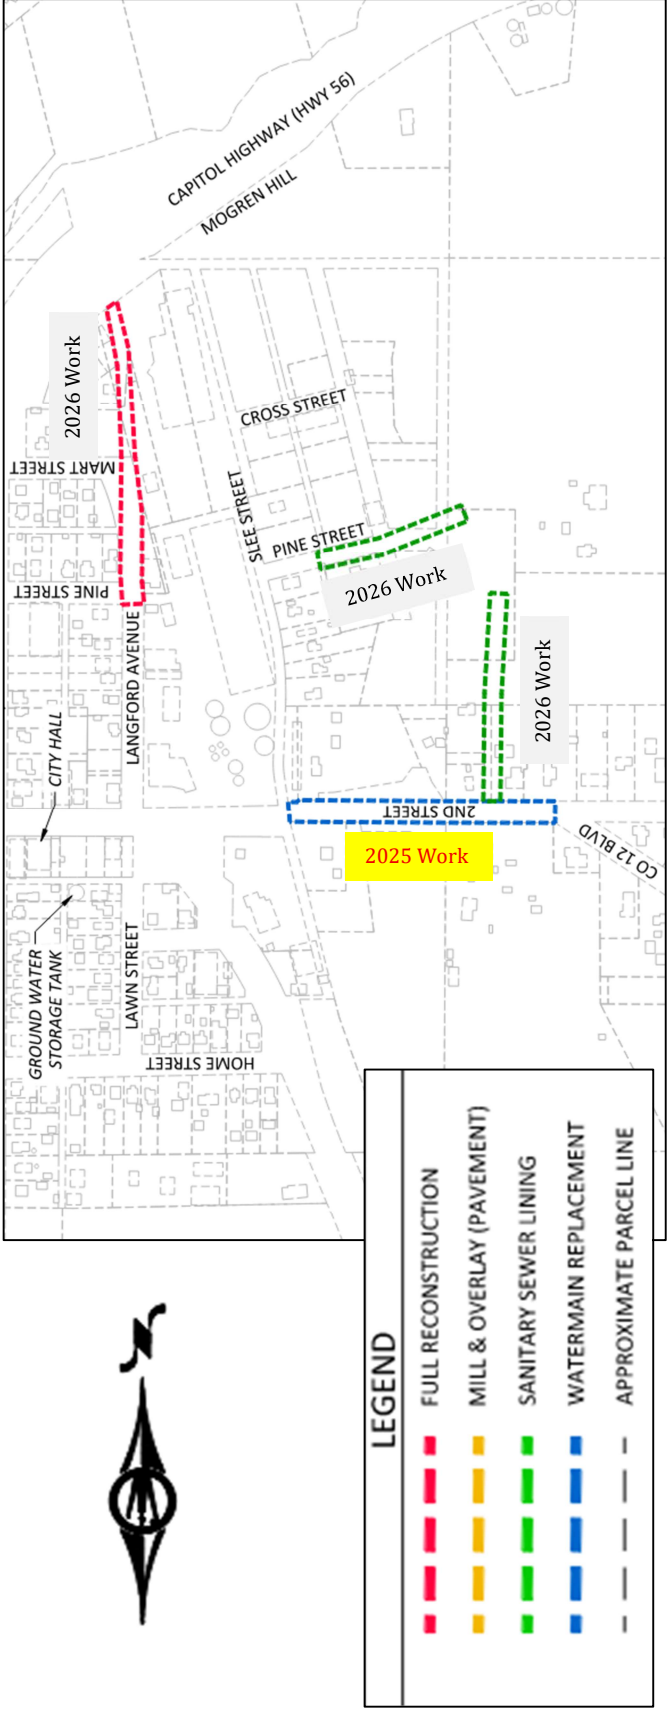 CAPITOL HIGHWAY (HWY 56)
MOGREN HILL
2026 Work
CROSS STREET
MART STREET
SLEE STREET
PINE STREET
PINE STREET
2026 Work
LANGFORD AVENUE
2026 Work
CITY HALL
2ND STREET
CO 12 BLVD
2025 Work
GROUND WATER
STORAGE TANK
LAWN STREET
HOME STREET
N
LEGEND
FULL RECONSTRUCTION
MILL & OVERLAY (PAVEMENT)
SANITARY SEWER LINING
WATERMAIN REPLACEMENT
APPROXIMATE PARCEL LINE